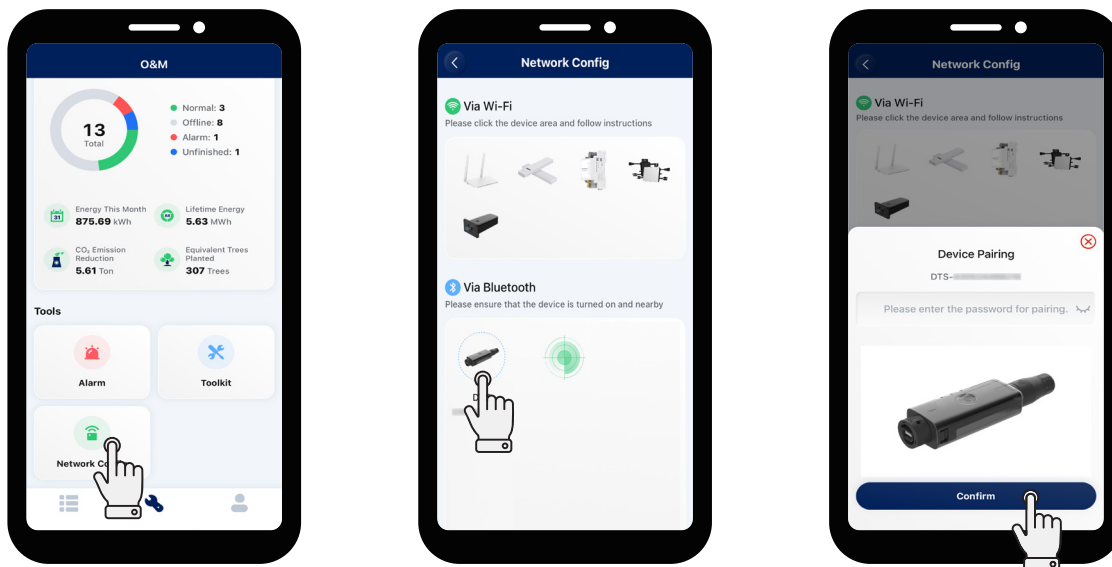 O&M
13
Total
Normal: 3
Offline: 8
Alarm: 1
Unfinished: 1
31
Energy This Month
875.69 kWh
Lifetime Energy
5.63 MWh
CO₂ Emission
Reduction
5.61 Ton
Equivalent Trees
Planted
307 Trees
Tools
Alarm
Toolkit
Network
Network Config
Via Wi-Fi
Please click the device area and follow instructions
Via Bluetooth
Please ensure that the device is turned on and nearby
D
Network Config
Via Wi-Fi
Please click the device area and follow instructions
Device Pairing
DTS-
Please enter the password for pairing.
Confirm